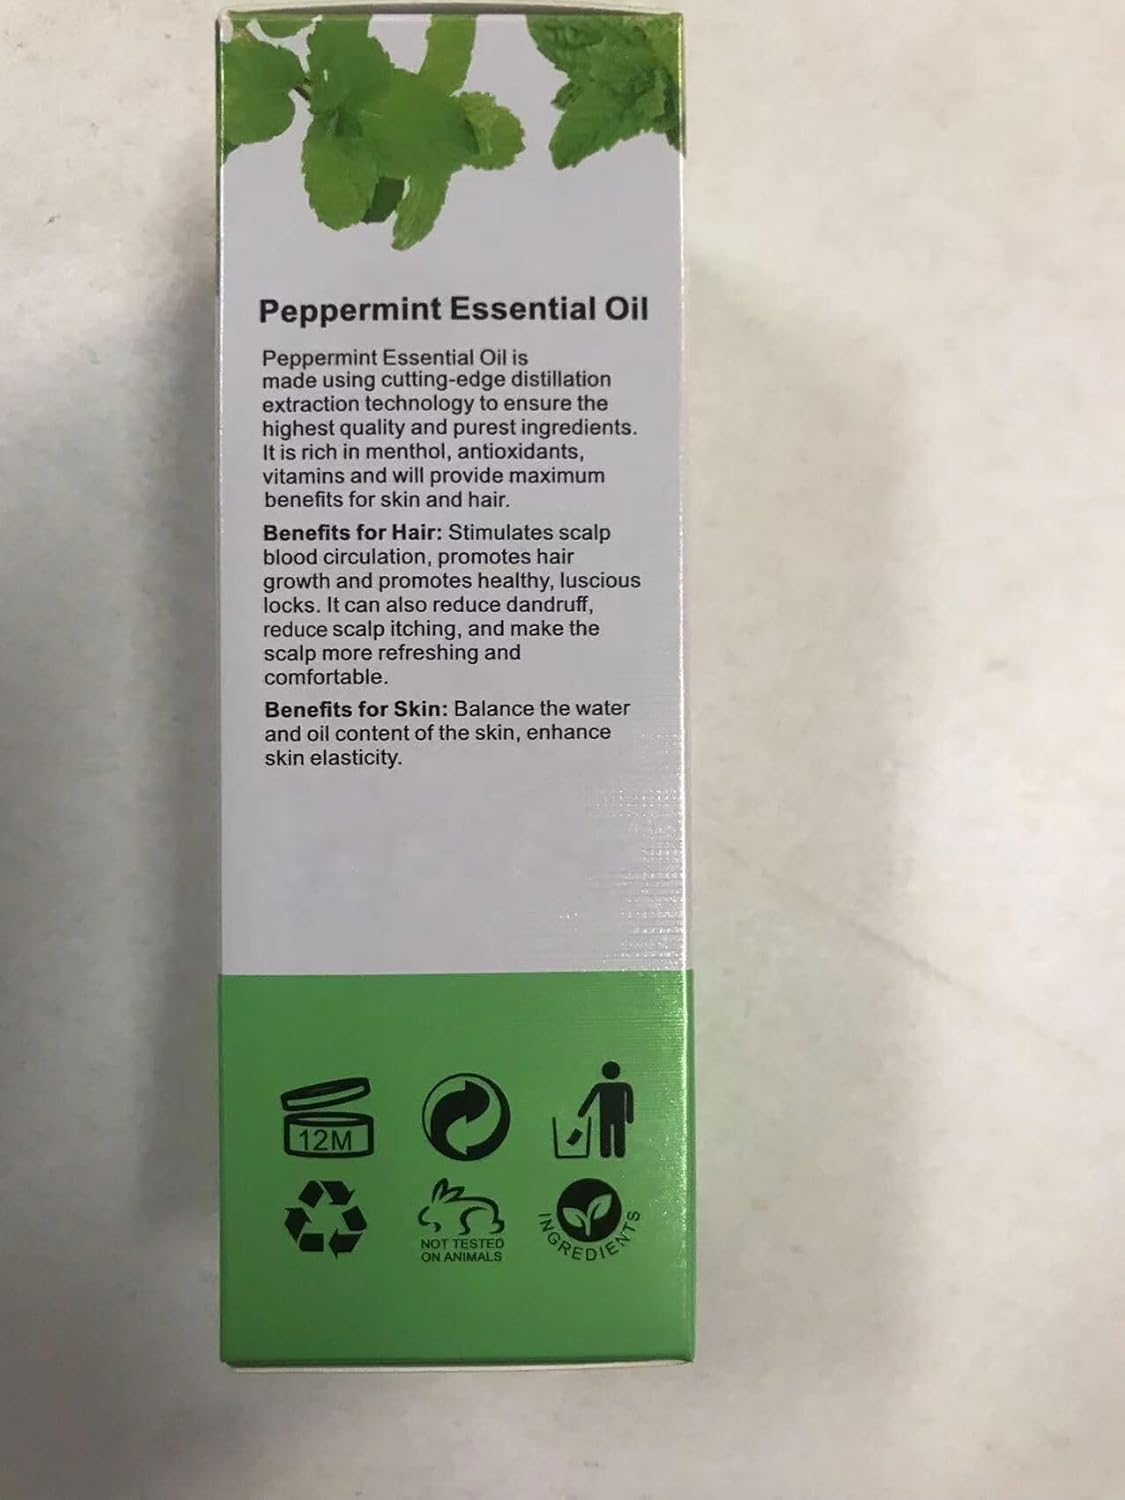 Peppermint Essential Oil
Peppermint Essential Oil is
made using cutting-edge distillation
extraction technology to ensure the
highest quality and purest ingredients.
It is rich in menthol, antioxidants,
vitamins and will provide maximum
benefits for skin and hair.
Benefits for Hair: Stimulates scalp
blood circulation, promotes hair
growth and promotes healthy, luscious
locks. It can also reduce dandruff,
reduce scalp itching, and make the
scalp more refreshing and
comfortable.
Benefits for Skin: Balance the water
and oil content of the skin, enhance
skin elasticity.
12M
NOT TESTED
ON ANIMALS
INGREDIENTS